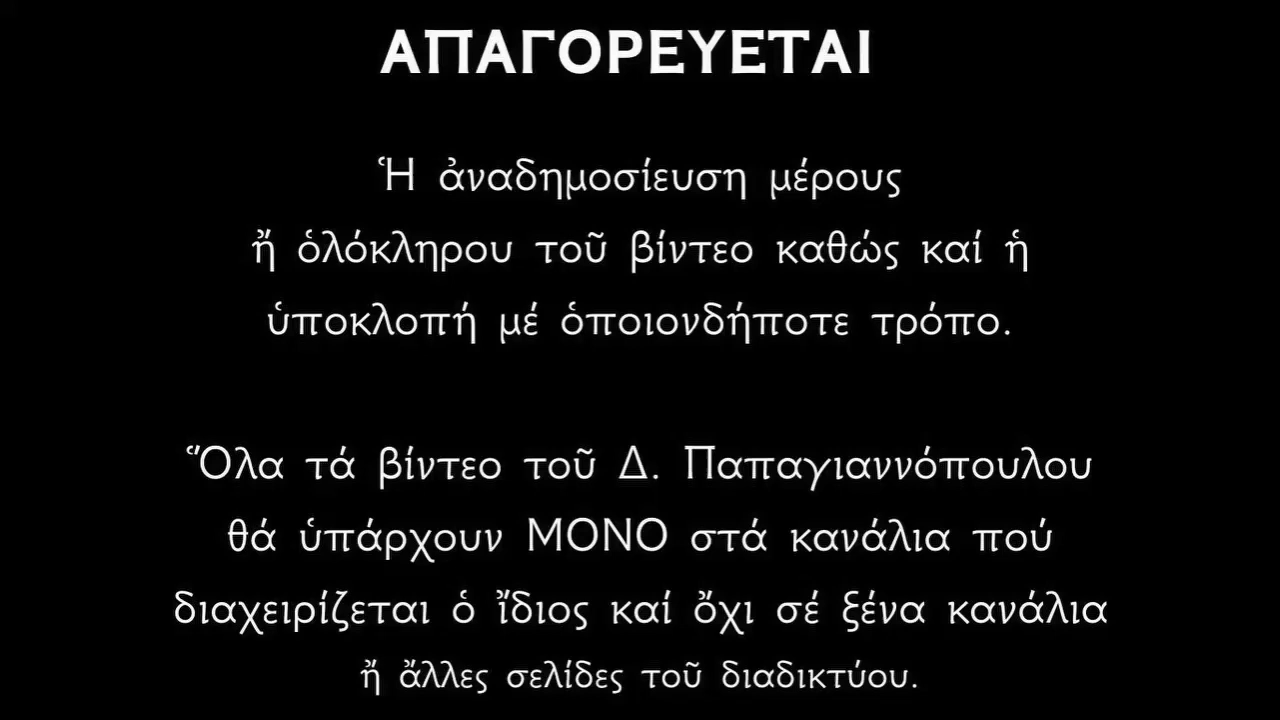 ΑΠΑΓΟΡΕΥΕΤΑΙ
Ἡ ἀναδημοσίευση μέρους
ἤ ὁλόκληρου τοῦ βίντεο καθώς καί ἡ
ὑποκλοπή μέ ὁποιονδήποτε τρόπο.
Ὅλα τά βίντεο τοῦ Δ. Παπαγιαννόπουλου
θά ὑπάρχουν ΜΟΝΟ στά κανάλια πού
διαχειρίζεται ὁ ἴδιος καί ὄχι σέ ξένα κανάλια
ἤ ἄλλες σελίδες τοῦ διαδικτύου.